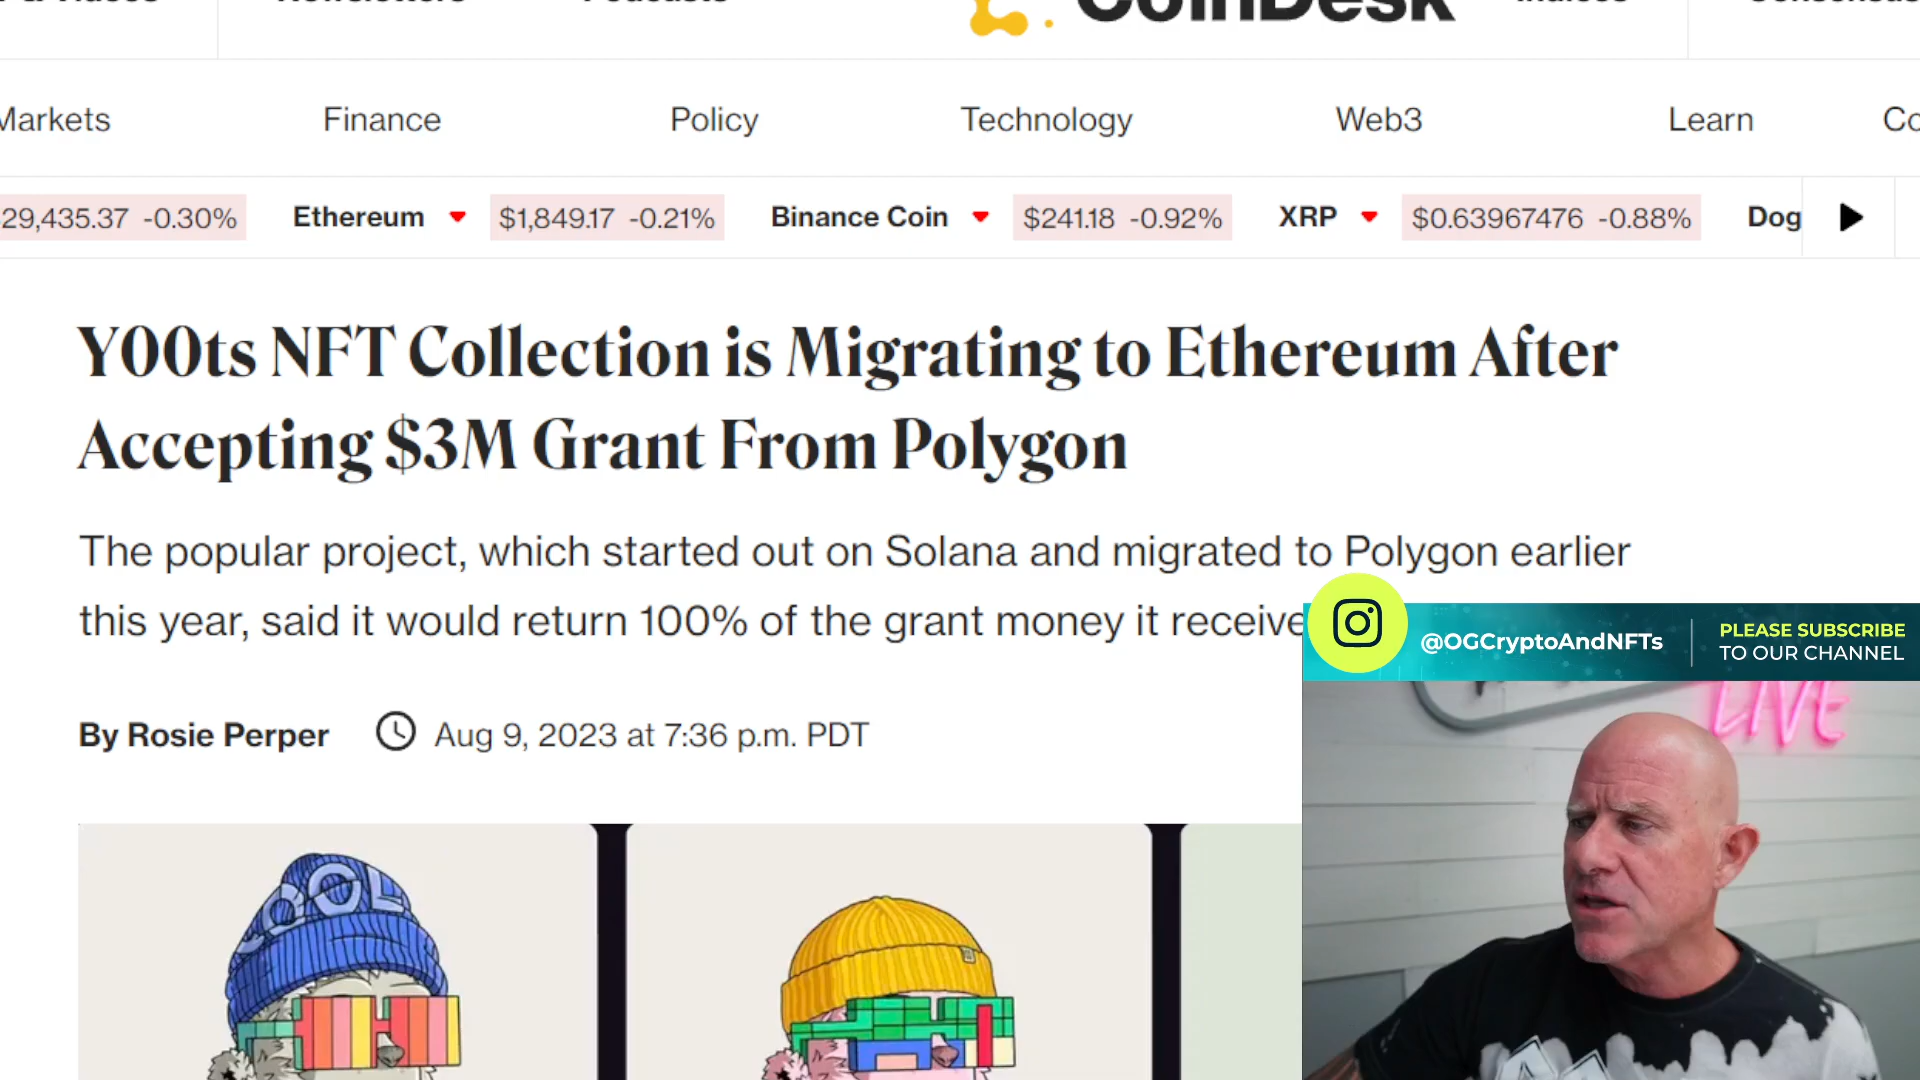 CoinDesk
Markets Finance Policy Technology Web3 Learn
29,435.37 -0.30% Ethereum $1,849.17 -0.21% Binance Coin $241.18 -0.92% XRP $0.63967476 -0.88% Dog
Y00ts NFT Collection is Migrating to Ethereum After
Accepting $3M Grant From Polygon
The popular project, which started out on Solana and migrated to Polygon earlier
this year, said it would return 100% of the grant money it receive
@OGCryptoAndNFTs
PLEASE SUBSCRIBE
TO OUR CHANNEL
LIVE
By Rosie Perper Aug 9, 2023 at 7:36 p.m. PDT
COOL